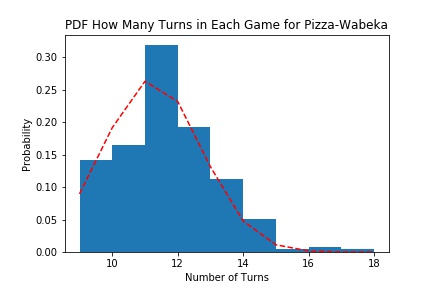 PDF How Many Turns in Each Game for Pizza-Wabeka
0.30
0.25
0.20
0.15
0.10
0.05
0.00
Probability
10 12 14 16 18
Number of Turns